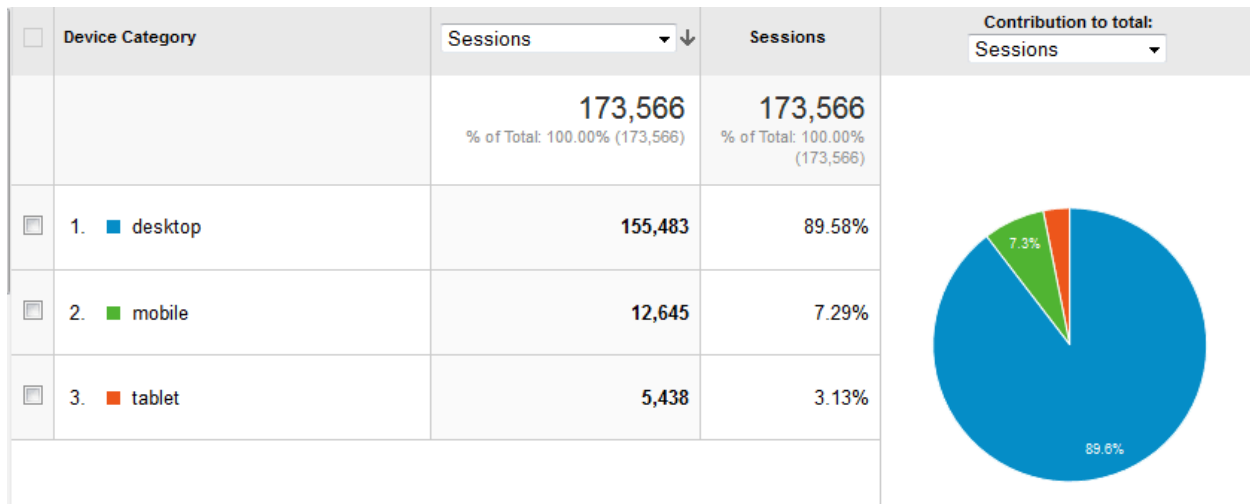 Device Category
Sessions
Sessions
Contribution to total:
Sessions
173,566
% of Total: 100.00% (173,566)
173,566
% of Total: 100.00%
(173,566)
1. desktop 155,483 89.58%
2. mobile 12,645 7.29%
3. tablet 5,438 3.13%
7.3%
89.6%